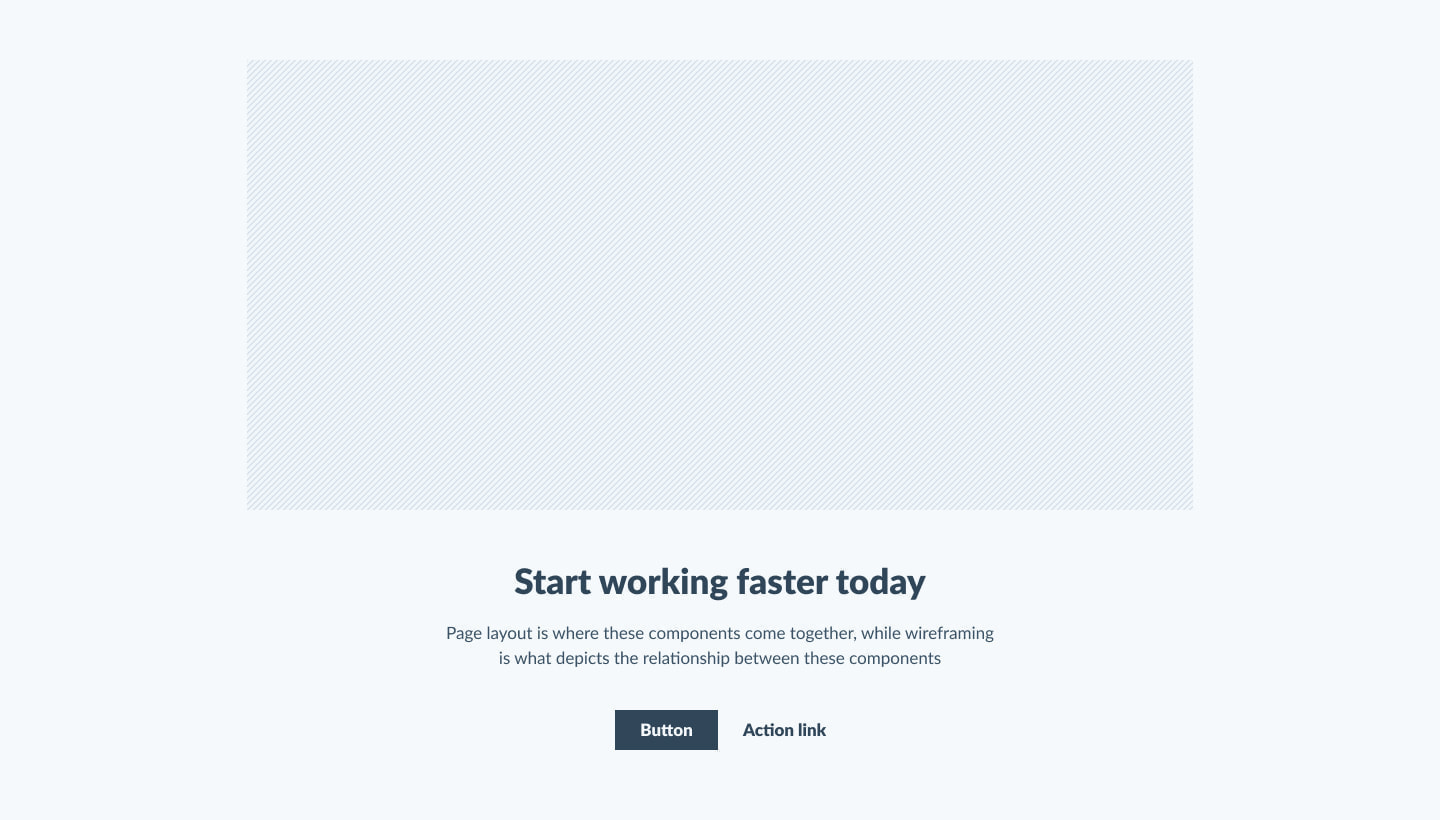 Start working faster today
Page layout is where these components come together, while wireframing
is what depicts the relationship between these components
Button
Action link